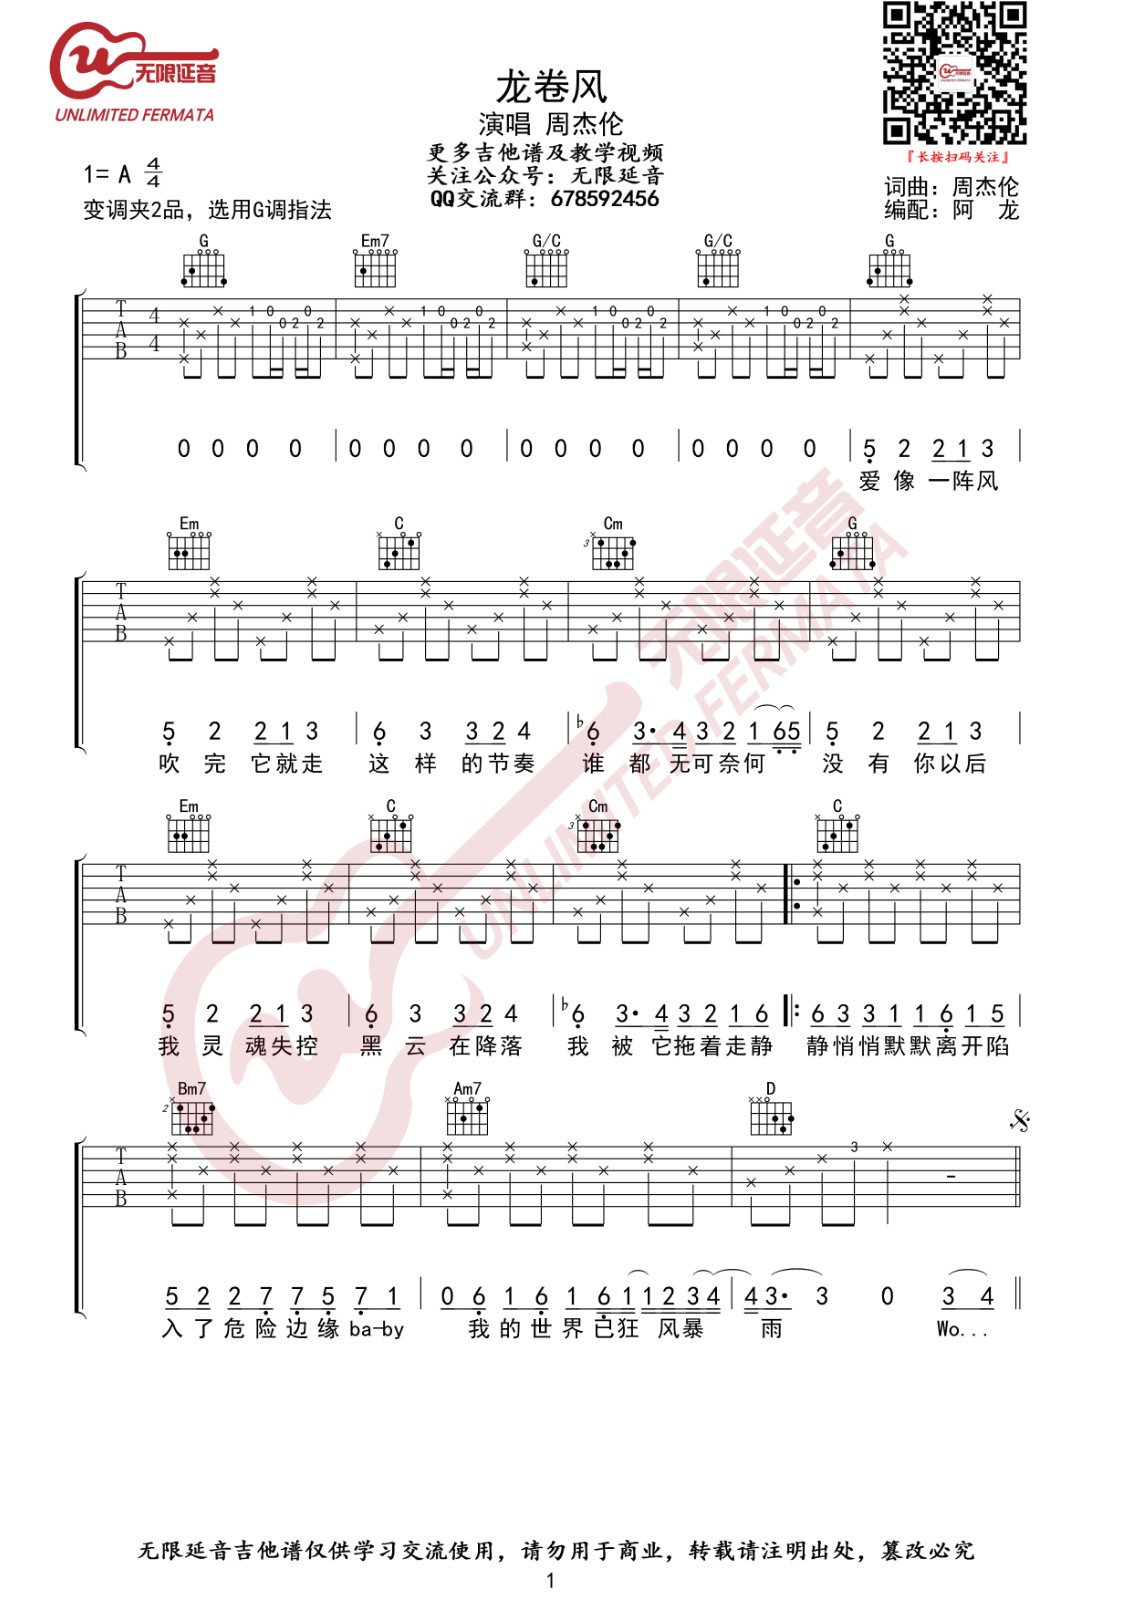 无限延音
UNLIMITED FERMATA
龙卷风
演唱 周杰伦
更多吉他谱及教学视频
关注公众号：无限延音
QQ交流群：678592456
『长按扫码关注』
1= A 4/4
变调夹2品，选用G调指法
词曲：周杰伦
编配：阿 龙
G Em7 G/C G/C G
T A B 4 4 1 0 0 2 0 2 1 0 0 2 0 2 1 0 0 2 0 2 1 0 0 2 0 2
0 0 0 0 0 0 0 0 0 0 0 0 0 0 0 0 5 2 2 1 3
爱 像 一阵风
Em C Cm G
3
T A B
5 2 2 1 3 6 3 3 2 4 ♭6 3· 4 3 2 1 6 5 5 2 2 1 3
吹 完 它就走 这 样 的节奏 谁 都 无可奈何 没 有 你以后
Em C Cm C
3
T A B
5 2 2 1 3 6 3 3 2 4 ♭6 3· 4 3 2 1 6 6 3 3 1 1 6 1 5
我 灵 魂失控 黑 云 在降落 我 被 它拖着走静 静悄悄默默离开陷
Bm7 Am7 D
2
T A B 3 -
5 2 2 7 7 5 7 1 0 6 1 6 1 6 1 1 2 3 4 4 3· 3 0 3 4
入了危险边缘ba-by 我的世界已狂 风暴 雨 Wo...
无限延音
UNLIMITED FERMATA
无限延音吉他谱仅供学习交流使用，请勿用于商业，转载请注明出处，篡改必究
1